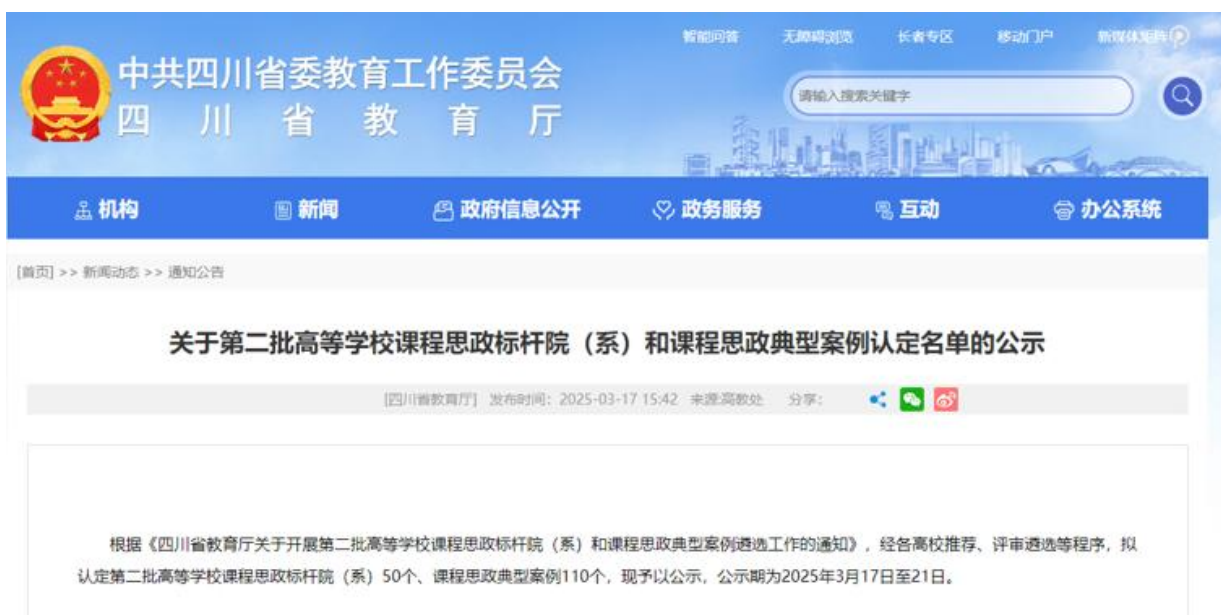 智能问答 无障碍浏览 长者专区 移动门户 新媒体矩阵
中共四川省委教育工作委员会
四川省教育厅
请输入搜索关键字
机构 新闻 政府信息公开 政务服务 互动 办公系统
[首页] >> 新闻动态 >> 通知公告
关于第二批高等学校课程思政标杆院（系）和课程思政典型案例认定名单的公示
[四川省教育厅] 发布时间：2025-03-17 15:42 来源:高教处 分享：
根据《四川省教育厅关于开展第二批高等学校课程思政标杆院（系）和课程思政典型案例遴选工作的通知》，经各高校推荐、评审遴选等程序，拟
认定第二批高等学校课程思政标杆院（系）50个、课程思政典型案例110个，现予以公示，公示期为2025年3月17日至21日。